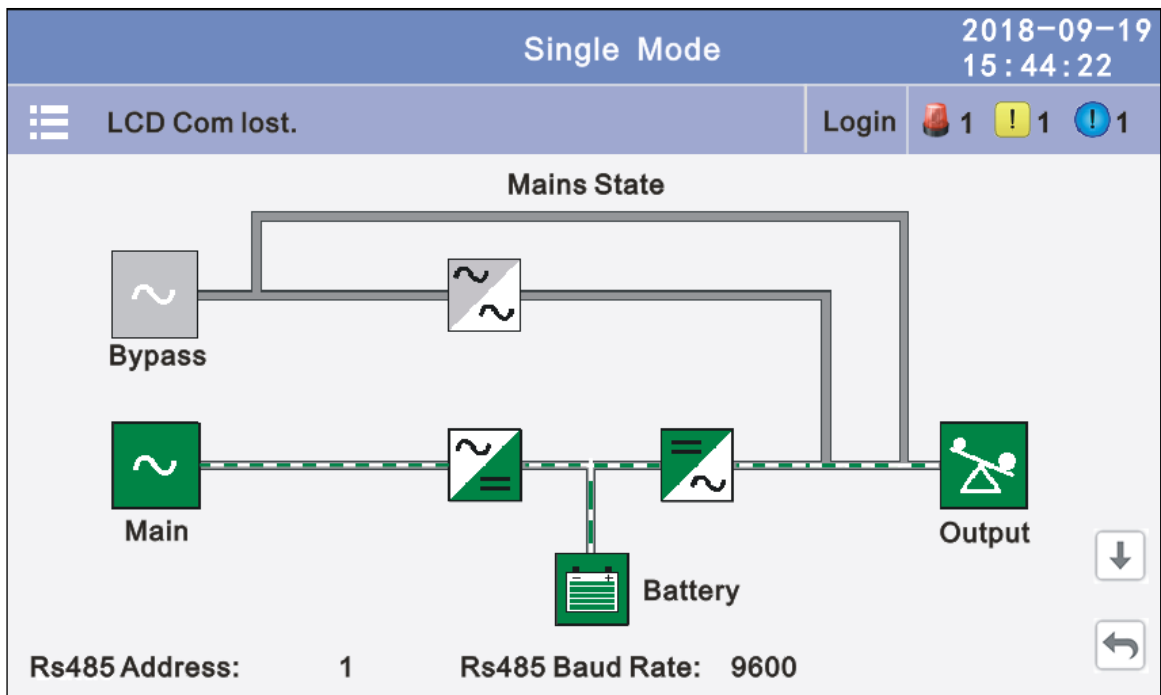 Single Mode
2018-09-19
15:44:22
LCD Com lost.
Login
1
! 1
! 1
Mains State
Bypass
Main
Output
Battery
Rs485 Address: 1
Rs485 Baud Rate: 9600